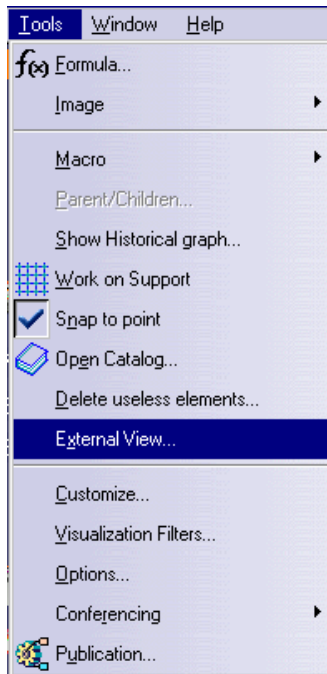 Tools Window Help
f(x) Formula...
Image
Macro
Parent/Children...
Show Historical graph...
Work on Support
Snap to point
Open Catalog...
Delete useless elements...
External View...
Customize...
Visualization Filters...
Options...
Conferencing
Publication...